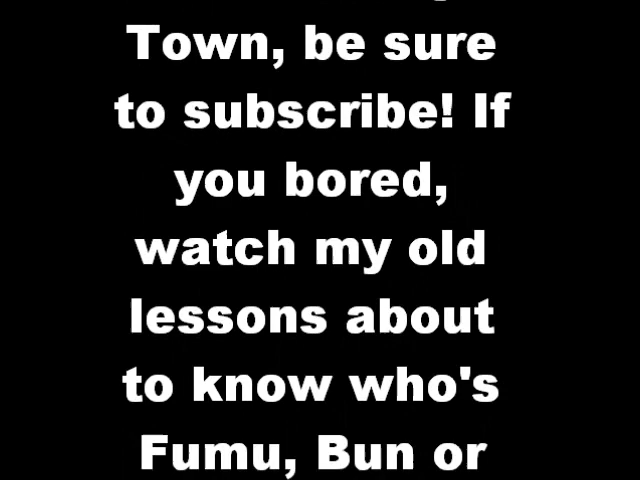 Town, be sure
to subscribe! If
you bored,
watch my old
lessons about
to know who's
Fumu, Bun or